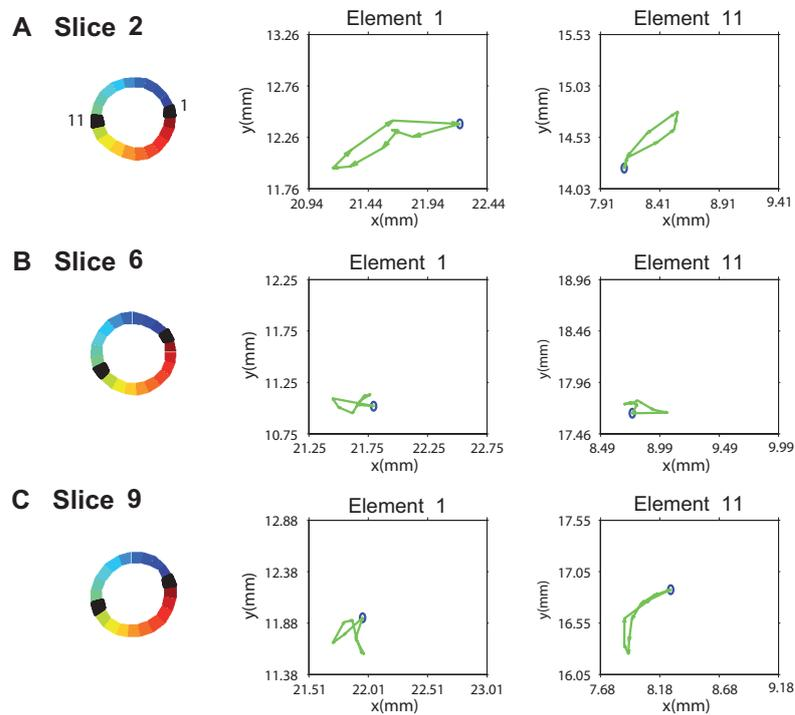 A Slice 2
11
1
Element 1
13.26
12.76
12.26
11.76
y(mm)
20.94 21.44 21.94 22.44
x(mm)
Element 11
15.53
15.03
14.53
14.03
y(mm)
7.91 8.41 8.91 9.41
x(mm)
B Slice 6
Element 1
12.25
11.75
11.25
10.75
y(mm)
21.25 21.75 22.25 22.75
x(mm)
Element 11
18.96
18.46
17.96
17.46
y(mm)
8.49 8.99 9.49 9.99
x(mm)
C Slice 9
Element 1
12.88
12.38
11.88
11.38
y(mm)
21.51 22.01 22.51 23.01
x(mm)
Element 11
17.55
17.05
16.55
16.05
y(mm)
7.68 8.18 8.68 9.18
x(mm)